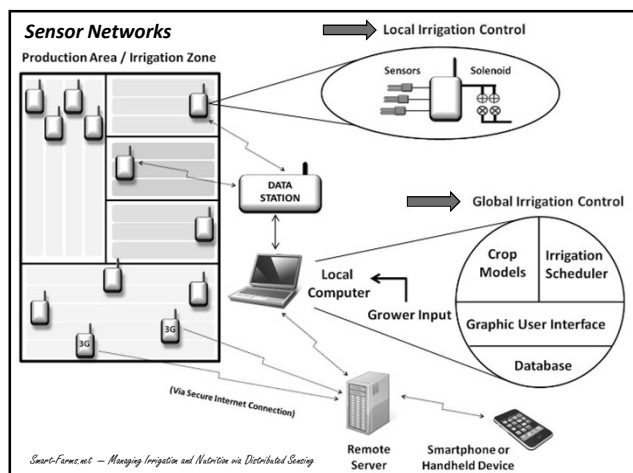 Sensor Networks
Production Area / Irrigation Zone
Local Irrigation Control
Sensors
Solenoid
DATA
STATION
Global Irrigation Control
Crop
Models
Irrigation
Scheduler
Local
Computer
Grower Input
Graphic User Interface
Database
3G
3G
(Via Secure Internet Connection)
Remote
Server
Smartphone or
Handheld Device
Smart-Farms.net — Managing Irrigation and Nutrition via Distributed Sensing